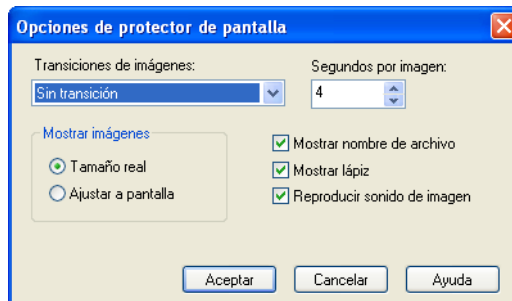 Opciones de protector de pantalla
Transiciones de imágenes:
Segundos por imagen:
Sin transición
4
Mostrar imágenes
Tamaño real
Ajustar a pantalla
Mostrar nombre de archivo
Mostrar lápiz
Reproducir sonido de imagen
Aceptar
Cancelar
Ayuda